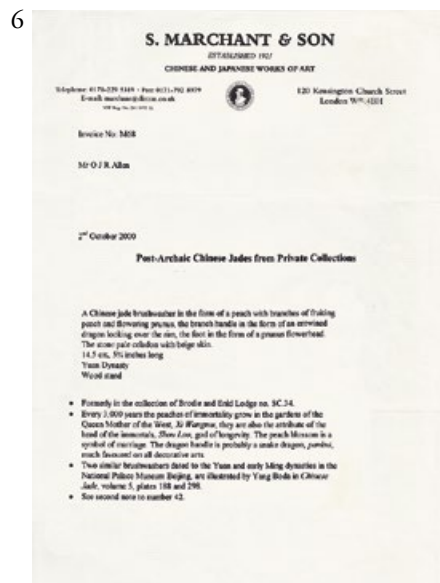 6
S. MARCHANT & SON
ESTABLISHED 1925
CHINESE AND JAPANESE WORKS OF ART
120 Kensington Church Street
London
Invoice No:
Mr O J R Allen
2nd October 2000
Post-Archaic Chinese Jades from Private Collections
A Chinese jade brushwasher in the form of a peach with branches of fruiting
peach and flowering prunus, the branch handle in the form of an entwined
dragon looking over the rim, the foot in the form of a prunus flowerhead.
The stone pale celadon with beige skin.
14.5 cm, 5¾ inches long
Yuan Dynasty
Wood stand
• Formerly in the collection of Brodie and Enid Lodge no. SC.34.
• Every 3,000 years the peaches of immortality grow in the gardens of the
Queen Mother of the West, Xi Wangmu, they are also the attribute of the
head of the immortals, Shou Lao, god of longevity. The peach blossom is a
symbol of marriage. The dragon handle is probably a snake dragon,
much favoured on all decorative arts.
• Two similar brushwashers dated to the Yuan and early Ming dynasties in the
National Palace Museum Beijing, are illustrated by Yang Boda in Chinese
Jade, volume 5, plates 188 and 298.
• See second note to number 42.